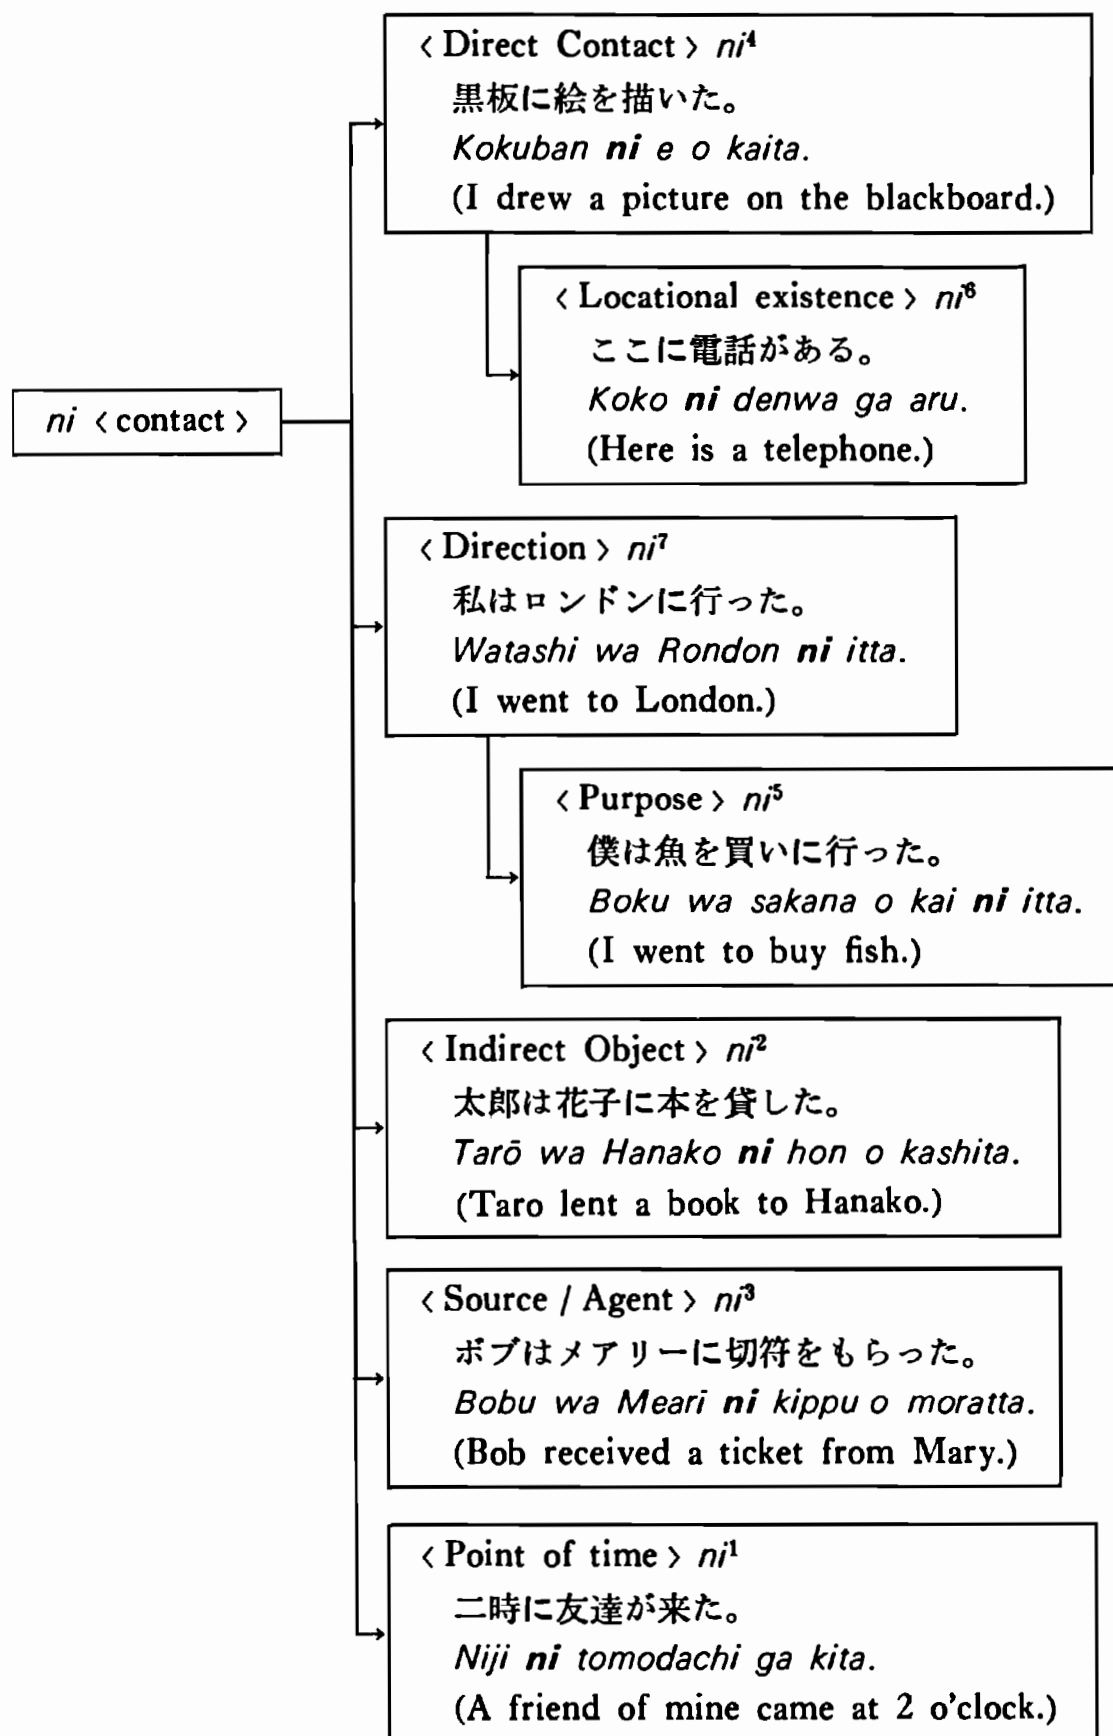 〈Direct Contact〉 ni⁴
黒板に絵を描いた。
Kokuban ni e o kaita.
(I drew a picture on the blackboard.)
〈Locational existence〉 ni⁶
ここに電話がある。
Koko ni denwa ga aru.
(Here is a telephone.)
ni 〈contact〉
〈Direction〉 ni⁷
私はロンドンに行った。
Watashi wa Rondon ni itta.
(I went to London.)
〈Purpose〉 ni⁵
僕は魚を買いに行った。
Boku wa sakana o kai ni itta.
(I went to buy fish.)
〈Indirect Object〉 ni²
太郎は花子に本を貸した。
Tarō wa Hanako ni hon o kashita.
(Taro lent a book to Hanako.)
〈Source / Agent〉 ni³
ボブはメアリーに切符をもらった。
Bobu wa Mearī ni kippu o moratta.
(Bob received a ticket from Mary.)
〈Point of time〉 ni¹
二時に友達が来た。
Niji ni tomodachi ga kita.
(A friend of mine came at 2 o'clock.)